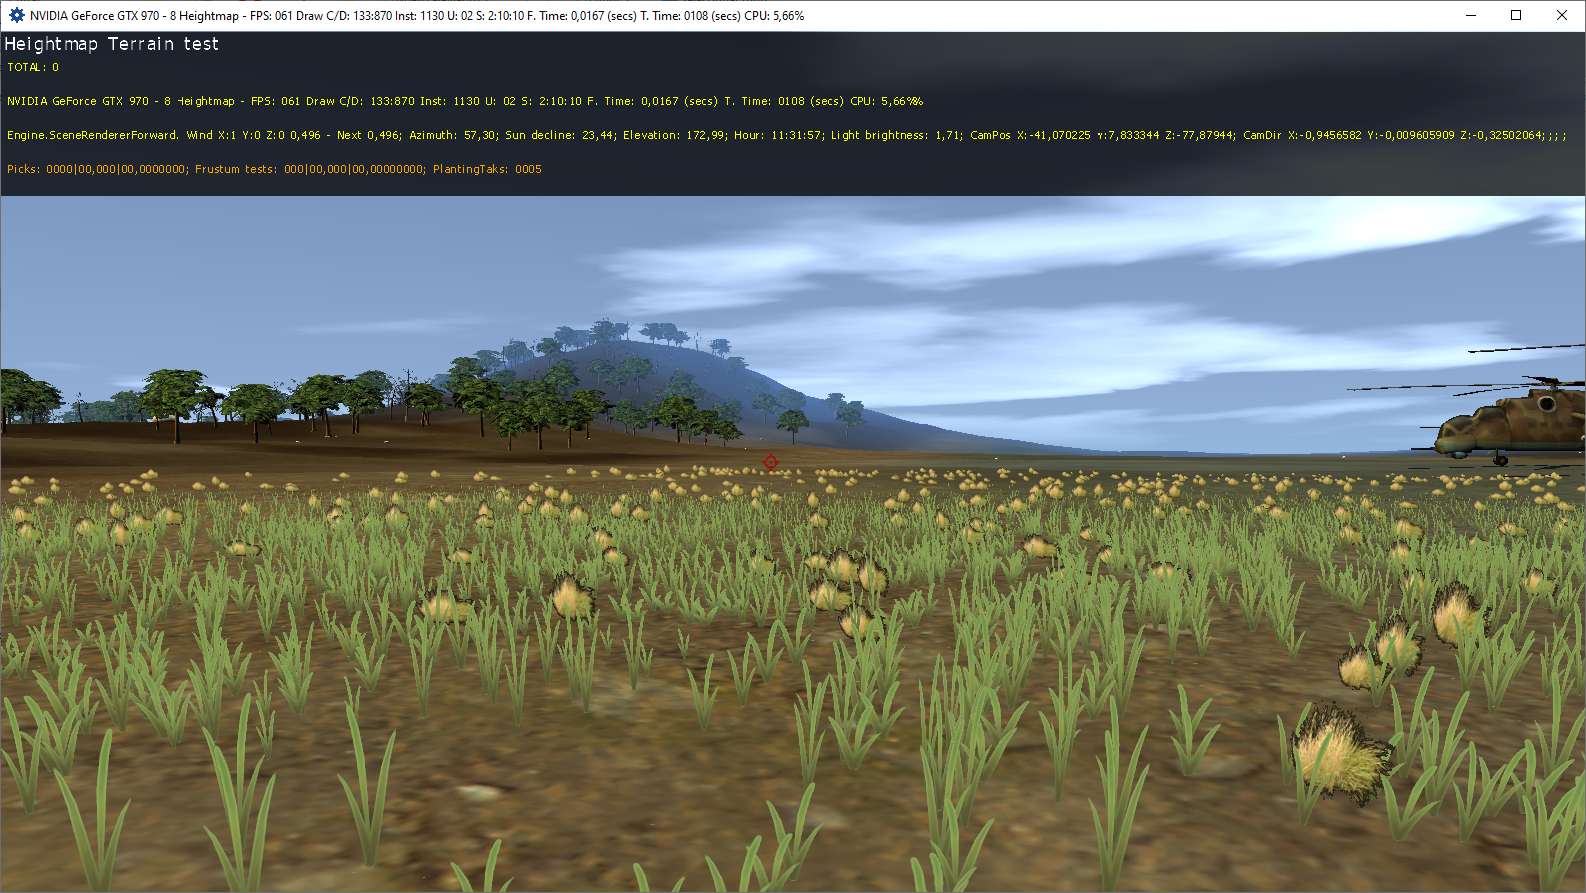 NVIDIA GeForce GTX 970 - 8 Heightmap - FPS: 061 Draw C/D: 133:870 Inst: 1130 U: 02 S: 2:10:10 F. Time: 0,0167 (secs) T. Time: 0108 (secs) CPU: 5,66%
Heightmap Terrain test
TOTAL: 0
NVIDIA GeForce GTX 970 - 8 Heightmap - FPS: 061 Draw C/D: 133:870 Inst: 1130 U: 02 S: 2:10:10 F. Time: 0,0167 (secs) T. Time: 0108 (secs) CPU: 5,66%%
Engine.SceneRendererForward. Wind X:1 Y:0 Z:0 0,496 - Next 0,496; Azimuth: 57,30; Sun decline: 23,44; Elevation: 172,99; Hour: 11:31:57; Light brightness: 1,71; CamPos X:-41,070225 Y:7,833344 Z:-77,87944; CamDir X:-0,9456582 Y:-0,009605909 Z:-0,32502064;;;;
Picks: 0000|00,000|00,0000000; Frustum tests: 000|00,000|00,00000000; PlantingTaks: 0005